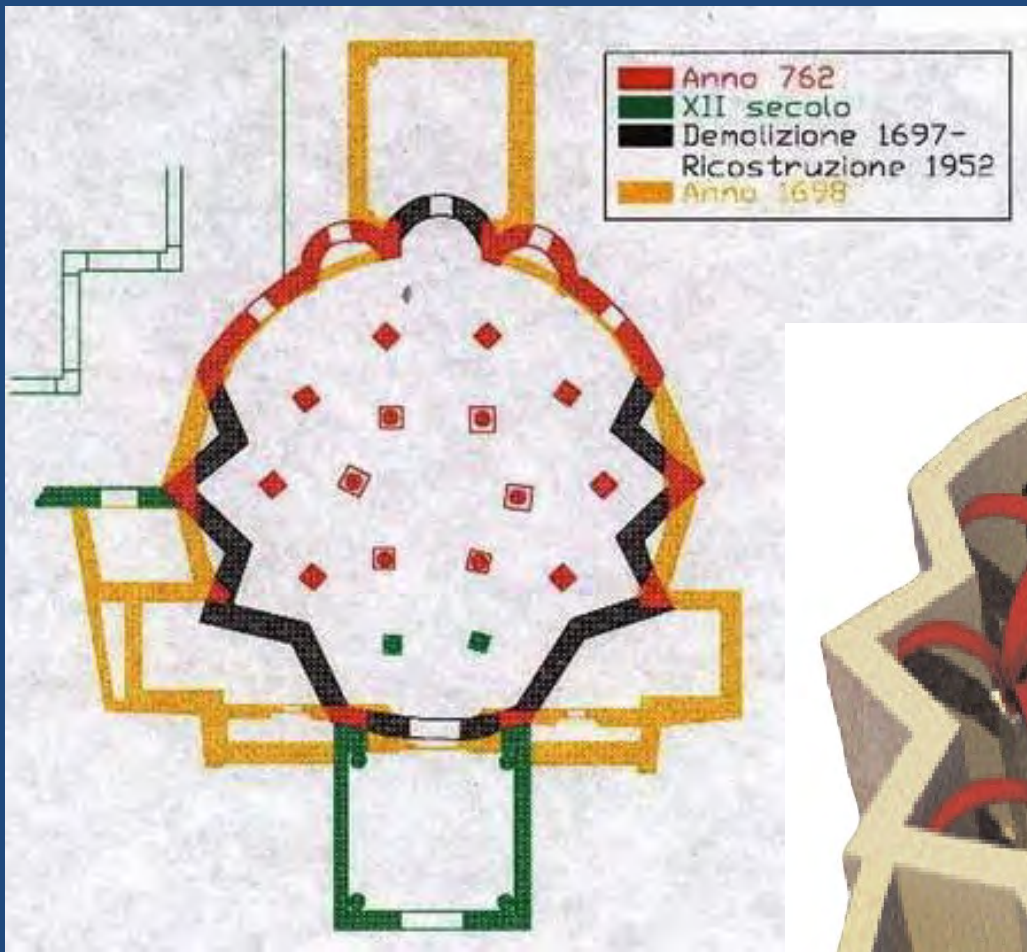 Anno 762
XII secolo
Demolizione 1697-
Ricostruzione 1952
Anno 1698